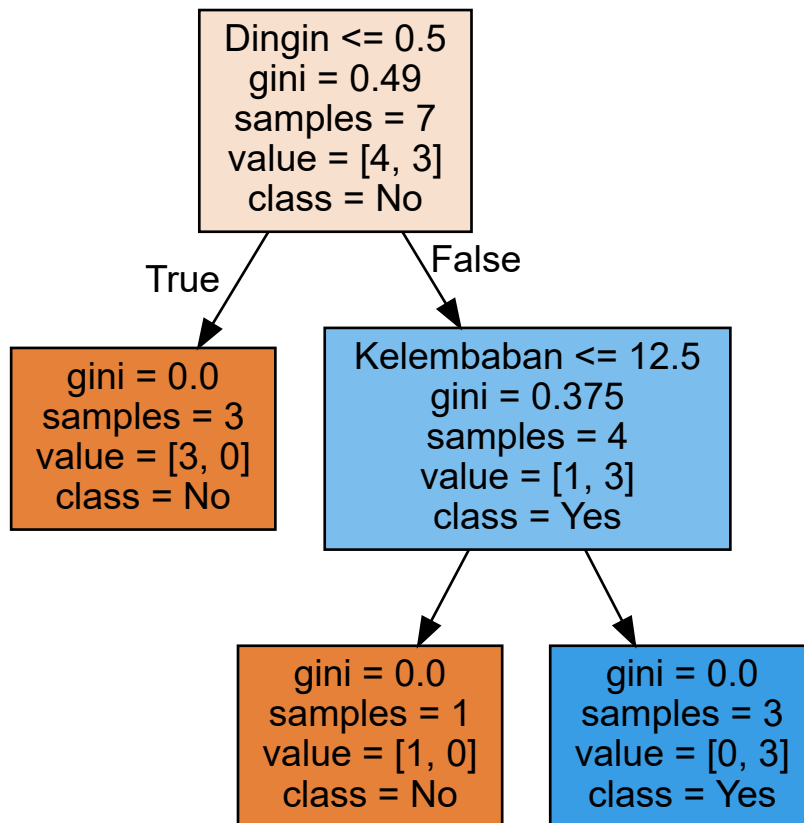 Dingin <= 0.5
gini = 0.49
samples = 7
value = [4, 3]
class = No
True
False
gini = 0.0
samples = 3
value = [3, 0]
class = No
Kelembaban <= 12.5
gini = 0.375
samples = 4
value = [1, 3]
class = Yes
gini = 0.0
samples = 1
value = [1, 0]
class = No
gini = 0.0
samples = 3
value = [0, 3]
class = Yes